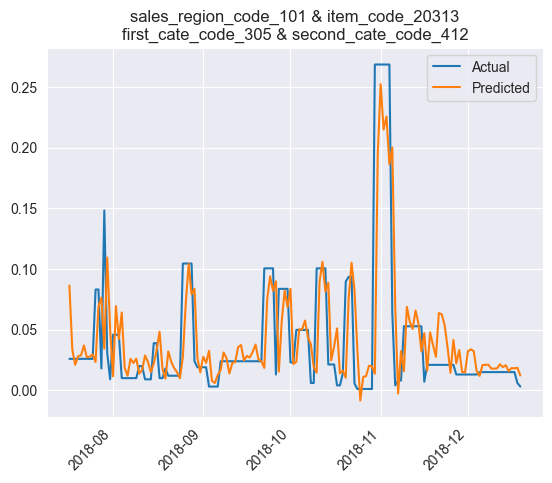 sales_region_code_101 & item_code_20313
first_cate_code_305 & second_cate_code_412
Actual
Predicted
0.25
0.20
0.15
0.10
0.05
0.00
2018-08
2018-09
2018-10
2018-11
2018-12